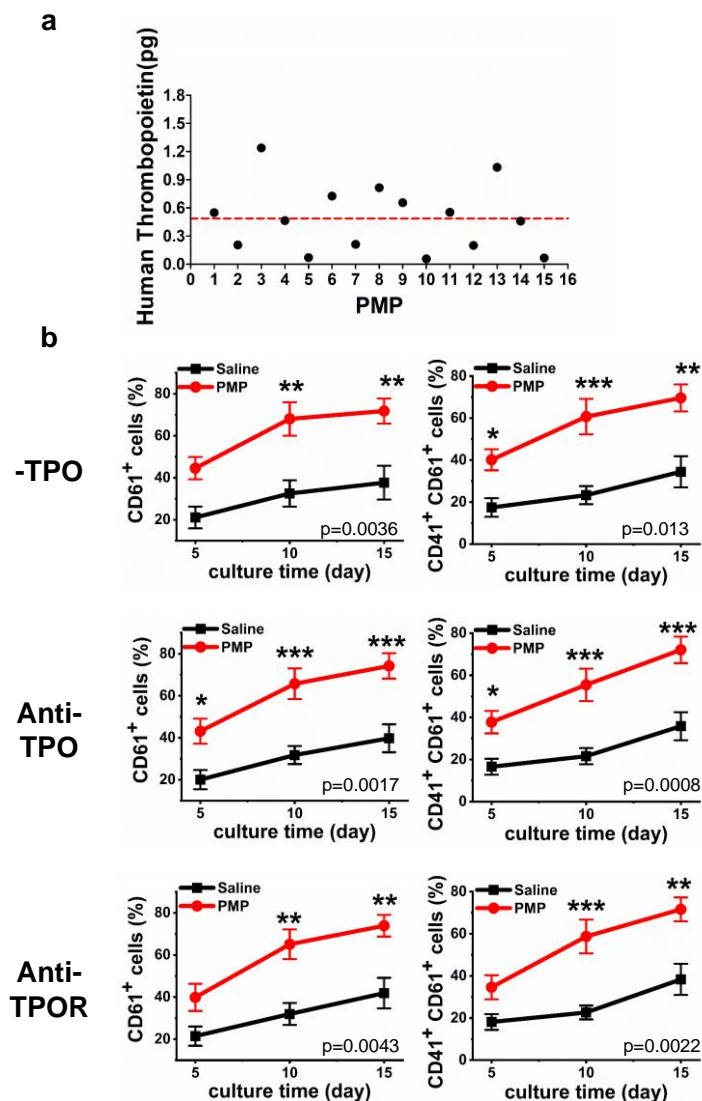 a
Human Thrombopoietin(pg)
1.8
1.5
1.2
0.9
0.6
0.3
0.0
0 1 2 3 4 5 6 7 8 9 10 11 12 13 14 15 16
PMP
b
-TPO
CD61+ cells (%)
Saline
PMP
** **
80
60
40
20
p=0.0036
5 10 15
culture time (day)
CD41+ CD61+ cells (%)
Saline
PMP
* *** **
80
60
40
20
0
p=0.013
5 10 15
culture time (day)
Anti-
TPO
CD61+ cells (%)
Saline
PMP
* *** ***
80
60
40
20
p=0.0017
5 10 15
culture time (day)
CD41+ CD61+ cells (%)
Saline
PMP
* *** ***
80
60
40
20
0
p=0.0008
5 10 15
culture time (day)
Anti-
TPOR
CD61+ cells (%)
Saline
PMP
** **
80
60
40
20
p=0.0043
5 10 15
culture time (day)
CD41+ CD61+ cells (%)
Saline
PMP
*** **
80
60
40
20
0
p=0.0022
5 10 15
culture time (day)